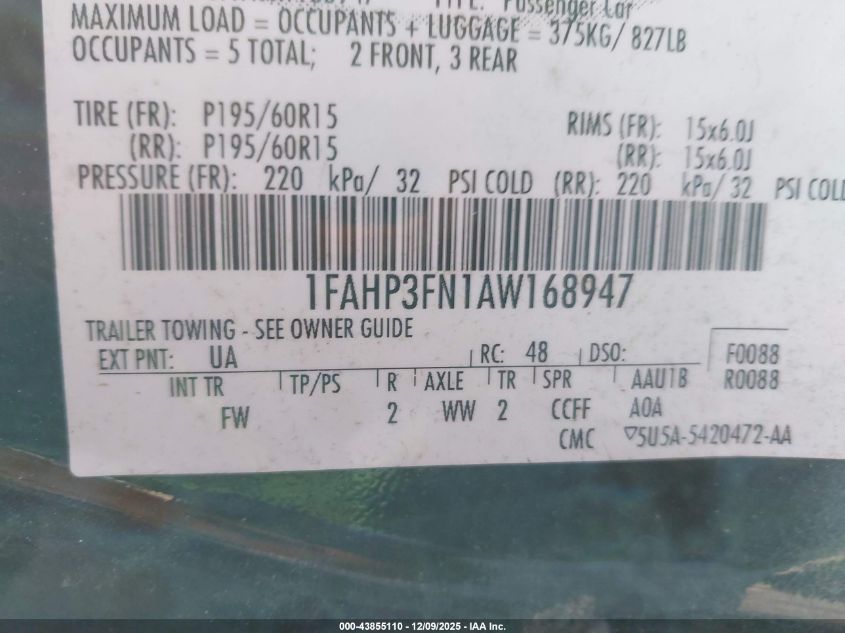 TYPE: Passenger Car
MAXIMUM LOAD = OCCUPANTS + LUGGAGE = 375KG/ 827LB
OCCUPANTS = 5 TOTAL; 2 FRONT, 3 REAR
TIRE (FR): P195/60R15 RIMS (FR): 15x6.0J
(RR): P195/60R15 (RR): 15x6.0J
PRESSURE (FR): 220 kPa/ 32 PSI COLD (RR): 220 kPa/ 32 PSI COLD
1FAHP3FN1AW168947
TRAILER TOWING - SEE OWNER GUIDE
EXT PNT: UA RC: 48 DSO: F0088
INT TR TP/PS R AXLE TR SPR AAU1B R0088
FW 2 WW 2 CCFF AOA
CMC ▽5U5A-5420472-AA
000-43855110 - 12/09/2025 - IAA Inc.